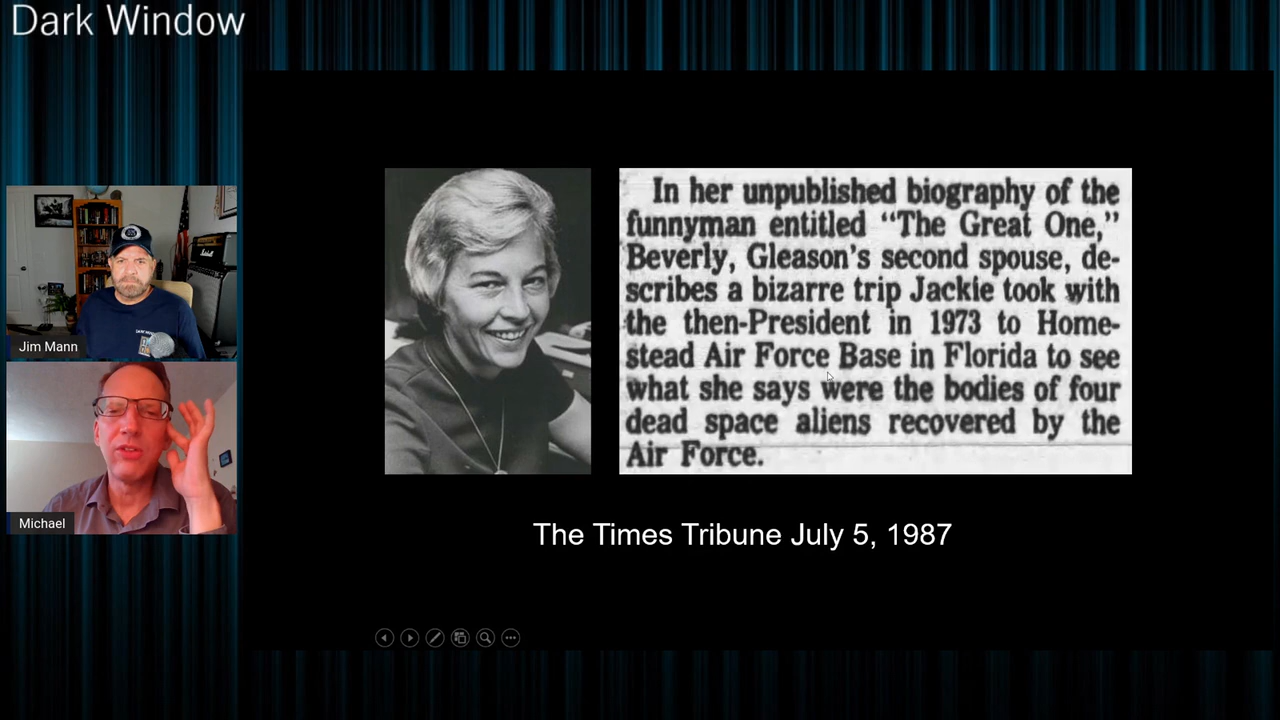 Dark Window
Jim Mann
Michael
In her unpublished biography of the
funnyman entitled “The Great One,”
Beverly, Gleason’s second spouse, de-
scribes a bizarre trip Jackie took with
the then-President in 1973 to Home-
stead Air Force Base in Florida to see
what she says were the bodies of four
dead space aliens recovered by the
Air Force.
The Times Tribune July 5, 1987